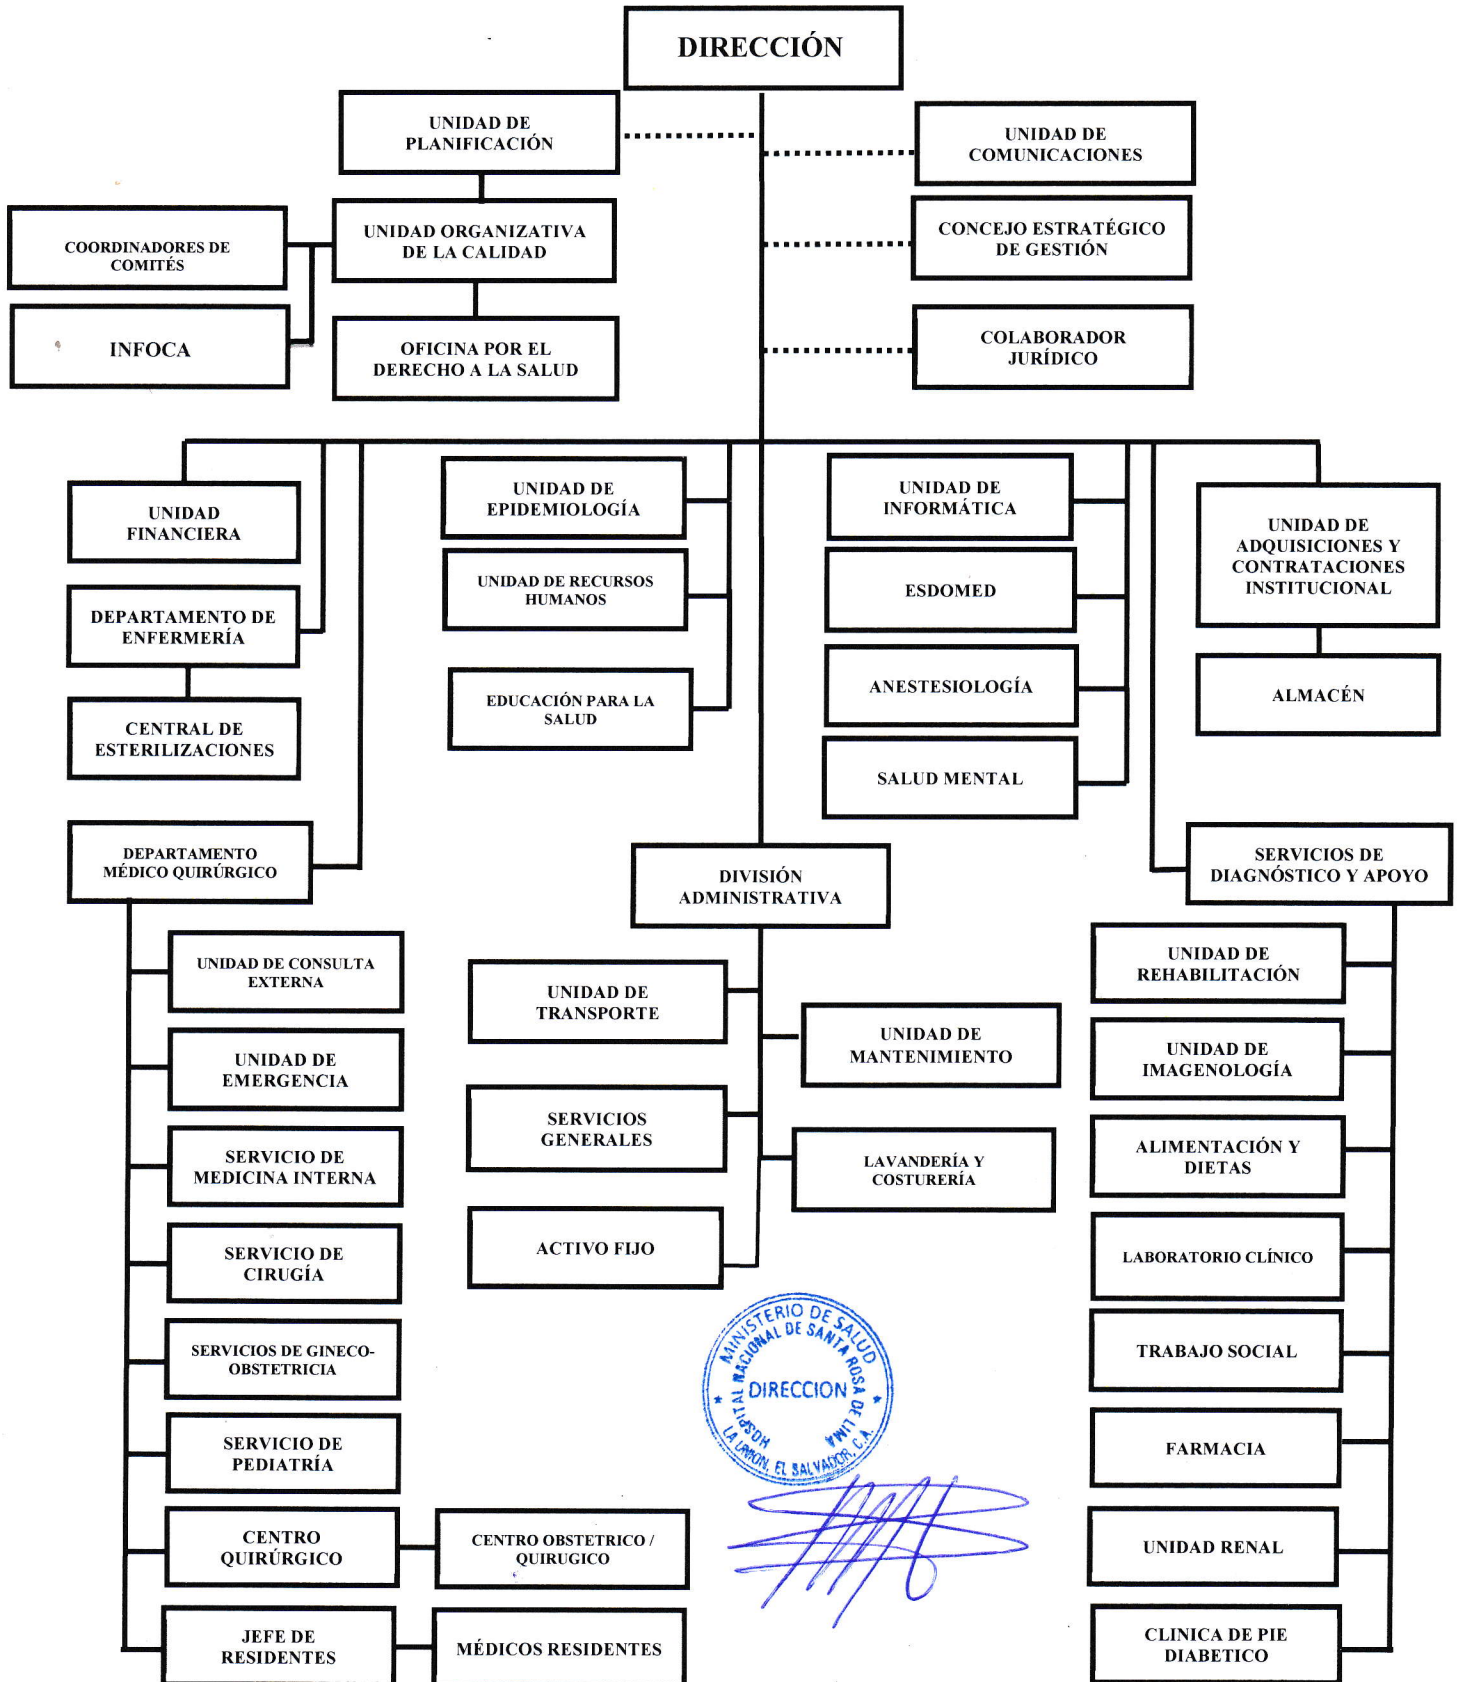 DIRECCIÓN
UNIDAD DE
PLANIFICACIÓN
UNIDAD DE
COMUNICACIONES
COORDINADORES DE
COMITÉS
UNIDAD ORGANIZATIVA
DE LA CALIDAD
CONCEJO ESTRATÉGICO
DE GESTIÓN
INFOCA
OFICINA POR EL
DERECHO A LA SALUD
COLABORADOR
JURÍDICO
UNIDAD
FINANCIERA
DEPARTAMENTO DE
ENFERMERÍA
CENTRAL DE
ESTERILIZACIONES
UNIDAD DE
EPIDEMIOLOGÍA
UNIDAD DE RECURSOS
HUMANOS
EDUCACIÓN PARA LA
SALUD
UNIDAD DE
INFORMÁTICA
ESDOMED
ANESTESIOLOGÍA
SALUD MENTAL
UNIDAD DE
ADQUISICIONES Y
CONTRATACIONES
INSTITUCIONAL
ALMACÉN
DEPARTAMENTO
MÉDICO QUIRÚRGICO
DIVISIÓN
ADMINISTRATIVA
SERVICIOS DE
DIAGNÓSTICO Y APOYO
UNIDAD DE CONSULTA
EXTERNA
UNIDAD DE
EMERGENCIA
SERVICIO DE
MEDICINA INTERNA
SERVICIO DE
CIRUGÍA
SERVICIOS DE GINECO-
OBSTETRICIA
SERVICIO DE
PEDIATRÍA
CENTRO
QUIRÚRGICO
CENTRO OBSTETRICO /
QUIRUGICO
JEFE DE
RESIDENTES
MÉDICOS RESIDENTES
UNIDAD DE
TRANSPORTE
UNIDAD DE
MANTENIMIENTO
SERVICIOS
GENERALES
LAVANDERÍA Y
COSTURERÍA
ACTIVO FIJO
MINISTERIO DE SALUD
HOSPITAL NACIONAL DE SANTA ROSA DE LIMA
DIRECCION
LA UNION, EL SALVADOR, C.A.
UNIDAD DE
REHABILITACIÓN
UNIDAD DE
IMAGENOLOGÍA
ALIMENTACIÓN Y
DIETAS
LABORATORIO CLÍNICO
TRABAJO SOCIAL
FARMACIA
UNIDAD RENAL
CLINICA DE PIE
DIABETICO